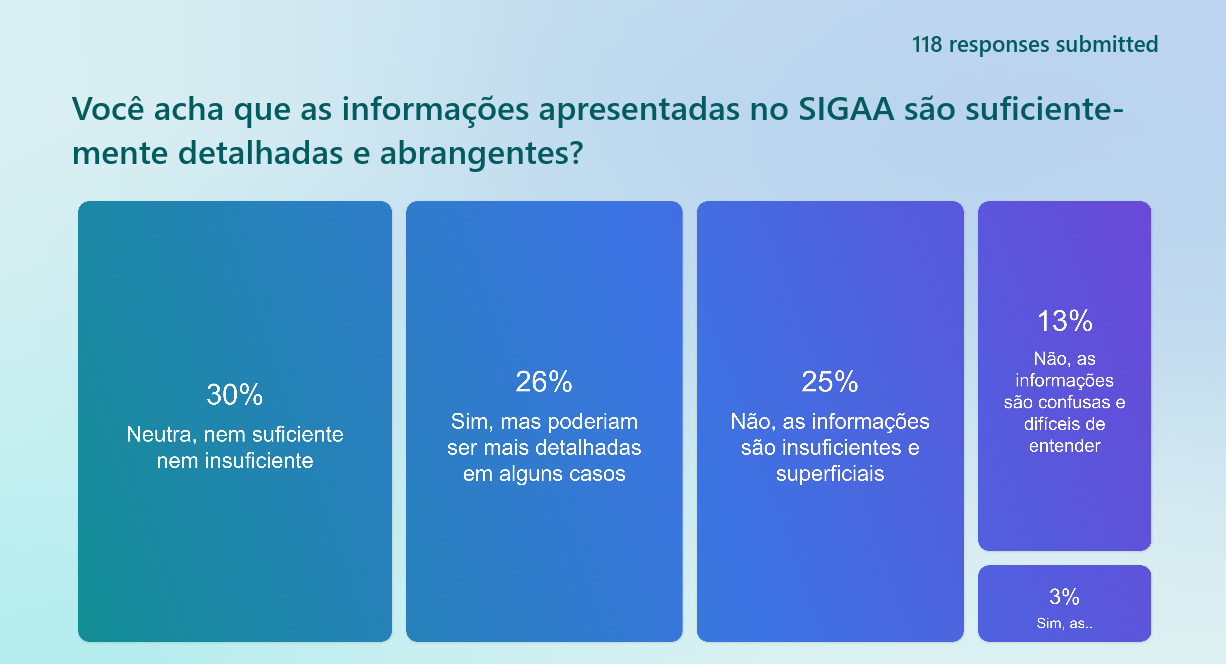 118 responses submitted
Você acha que as informações apresentadas no SIGAA são suficiente-
mente detalhadas e abrangentes?
30%
Neutra, nem suficiente
nem insuficiente
26%
Sim, mas poderiam
ser mais detalhadas
em alguns casos
25%
Não, as informações
são insuficientes e
superficiais
13%
Não, as
informações
são confusas e
difíceis de
entender
3%
Sim, as..